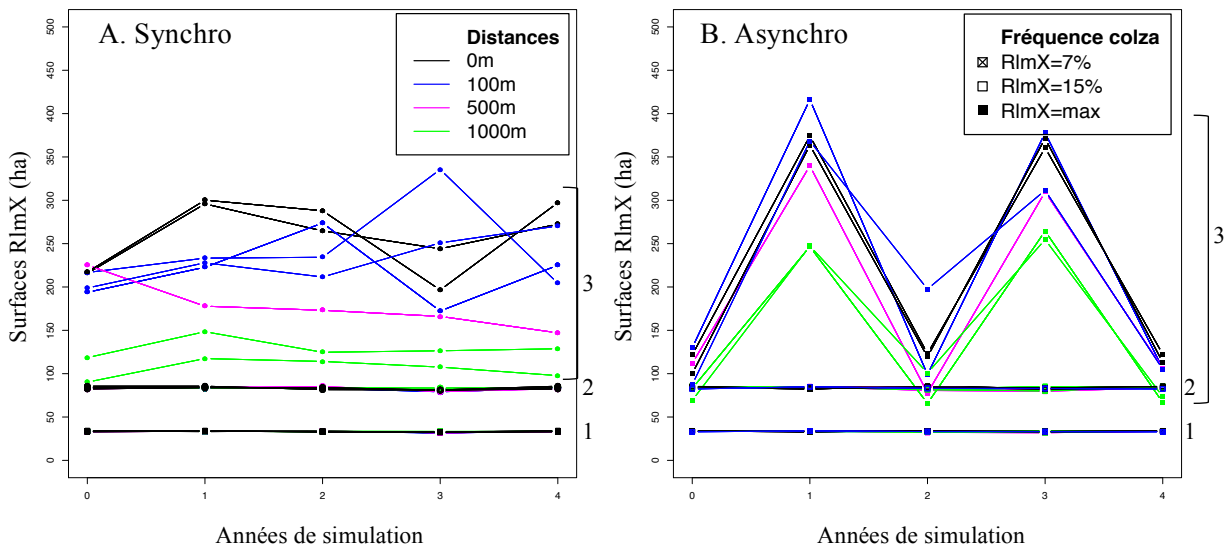 A. Synchro
Distances
0m
100m
500m
1000m
Surfaces RlmX (ha)
500
450
400
350
300
250
200
150
100
50
0
3
2
1
0
1
2
3
4
Années de simulation
B. Asynchro
Fréquence colza
RlmX=7%
RlmX=15%
RlmX=max
Surfaces RlmX (ha)
500
450
400
350
300
250
200
150
100
50
0
3
2
1
0
1
2
3
4
Années de simulation